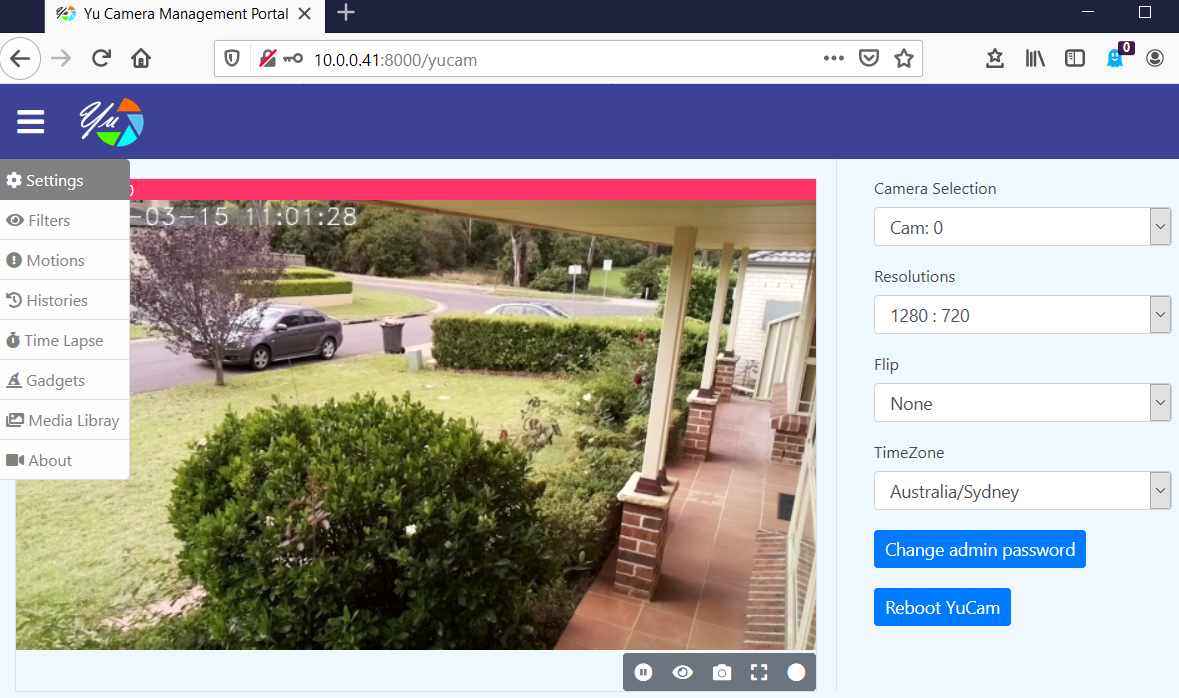 Yu Camera Management Portal
0
10.0.0.41:8000/yucam
Yu
Settings
Filters
Motions
Histories
Time Lapse
Gadgets
Media Libray
About
)
-03-15 11:01:28
Camera Selection
Cam: 0
Resolutions
1280 : 720
Flip
None
TimeZone
Australia/Sydney
Change admin password
Reboot YuCam